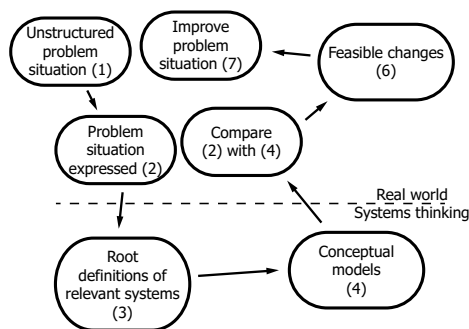 Unstructured
problem
situation (1)
Improve
problem
situation (7)
Feasible changes
(6)
Problem
situation
expressed (2)
Compare
(2) with (4)
Real world
Systems thinking
Root
definitions of
relevant systems
(3)
Conceptual
models
(4)